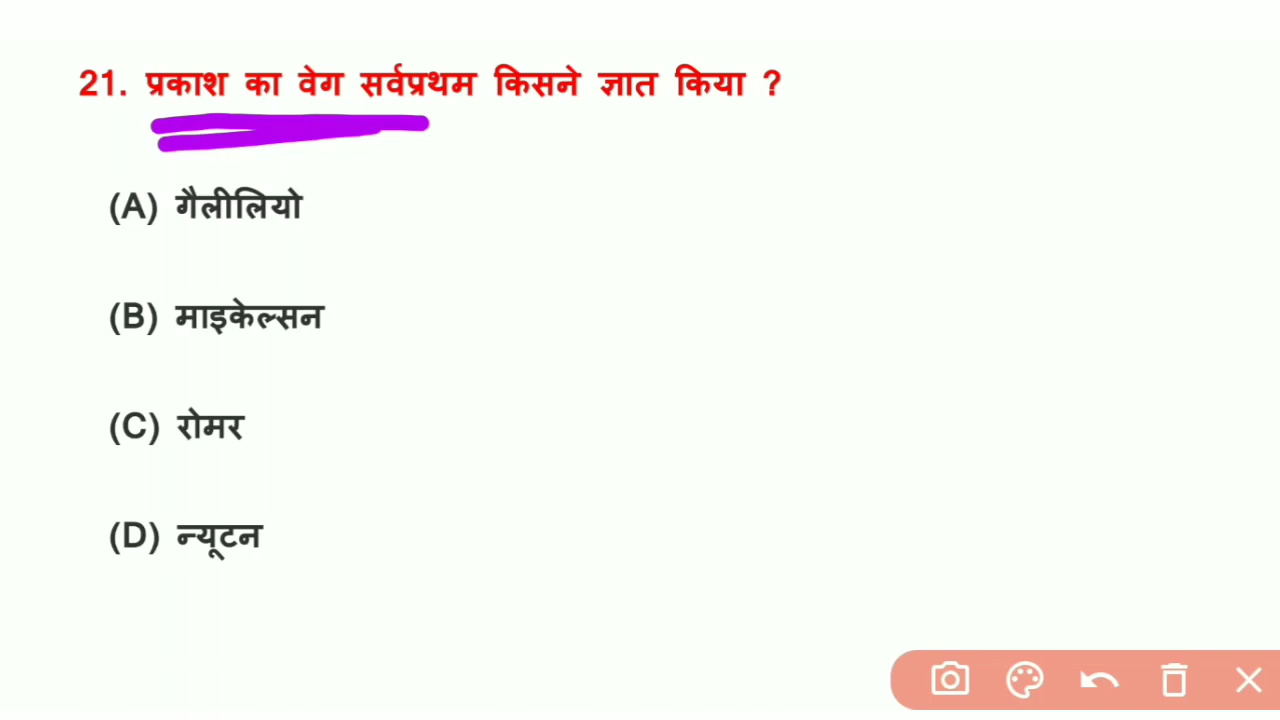 21. प्रकाश का वेग सर्वप्रथम किसने ज्ञात किया ?
(A) गैलीलियो
(B) माइकेल्सन
(C) रोमर
(D) न्यूटन